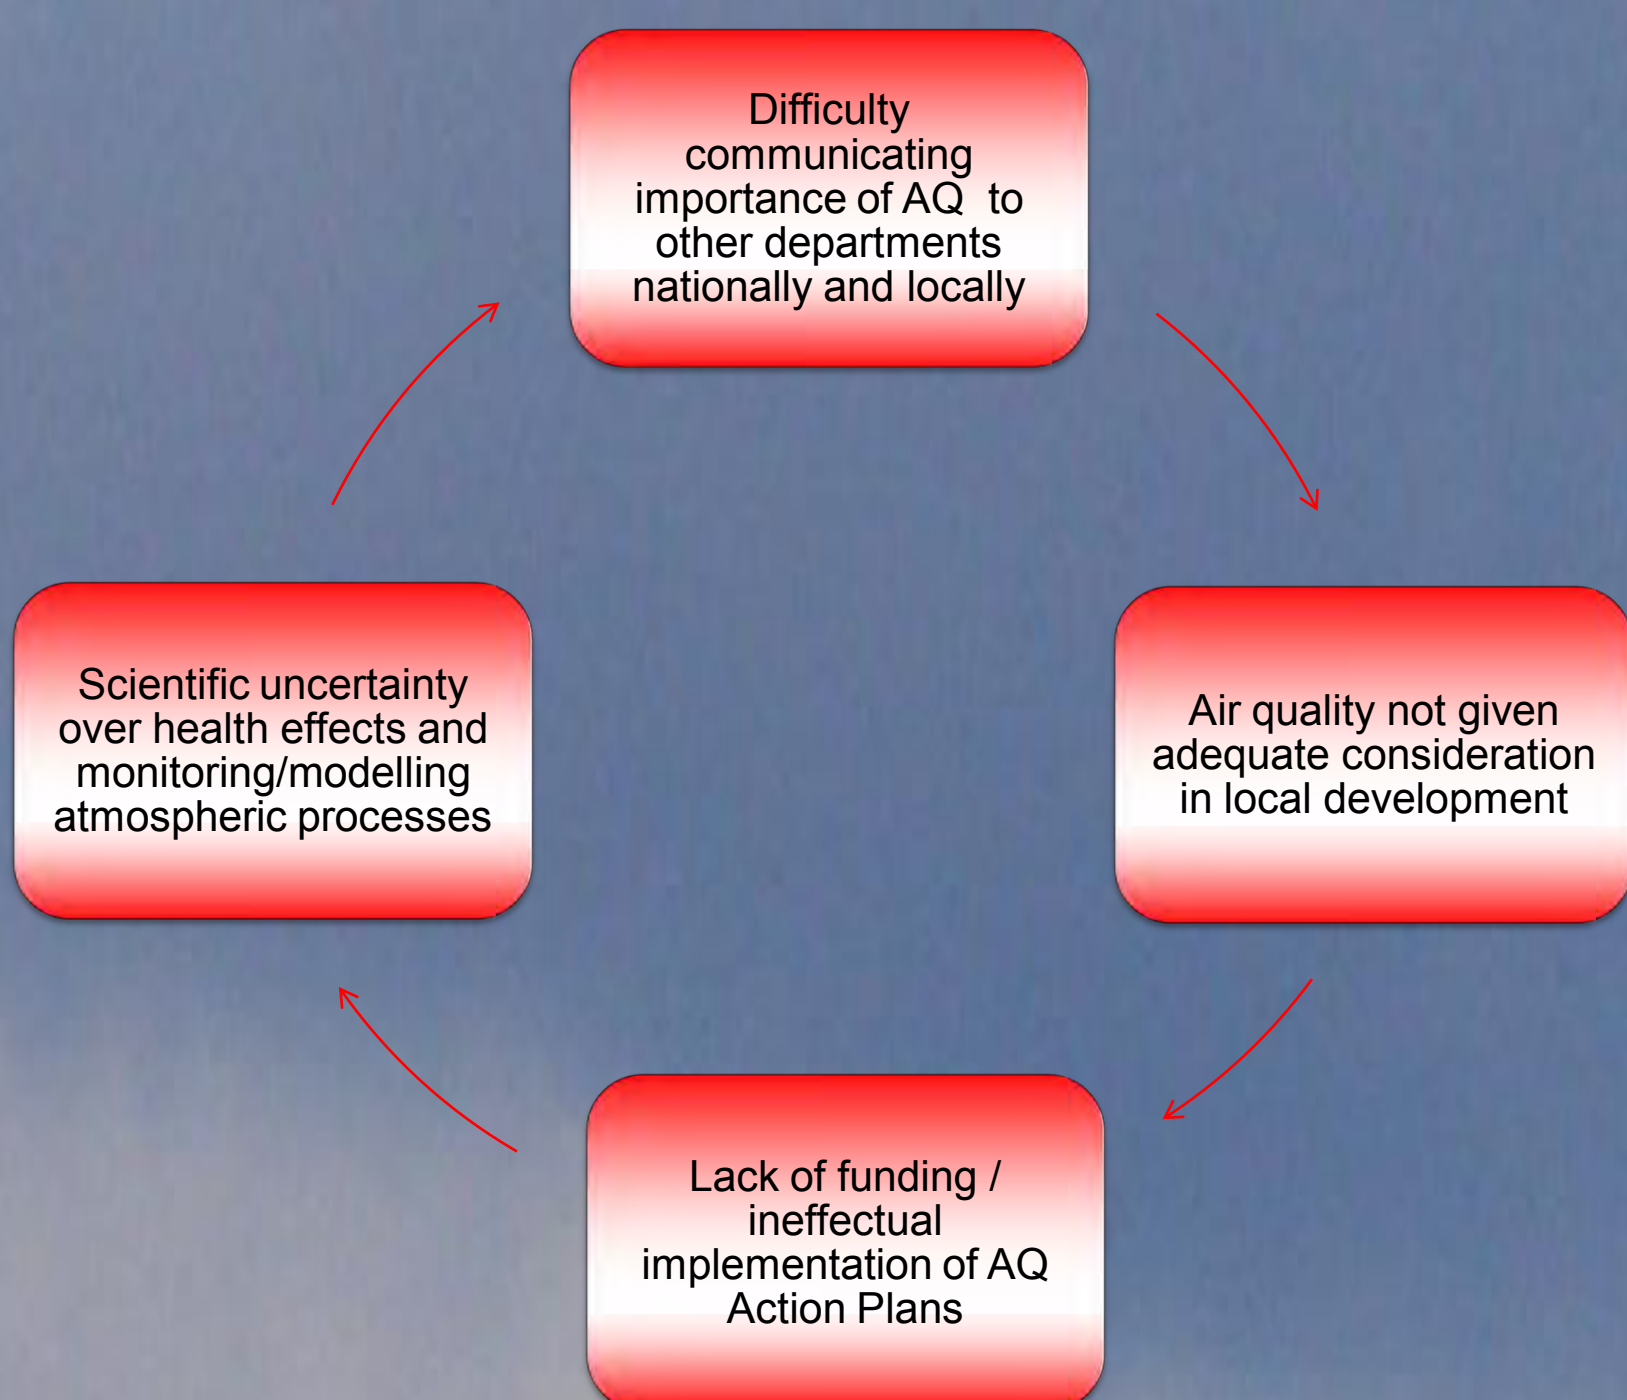 Difficulty
communicating
importance of AQ to
other departments
nationally and locally
Air quality not given
adequate consideration
in local development
Lack of funding /
ineffectual
implementation of AQ
Action Plans
Scientific uncertainty
over health effects and
monitoring/modelling
atmospheric processes